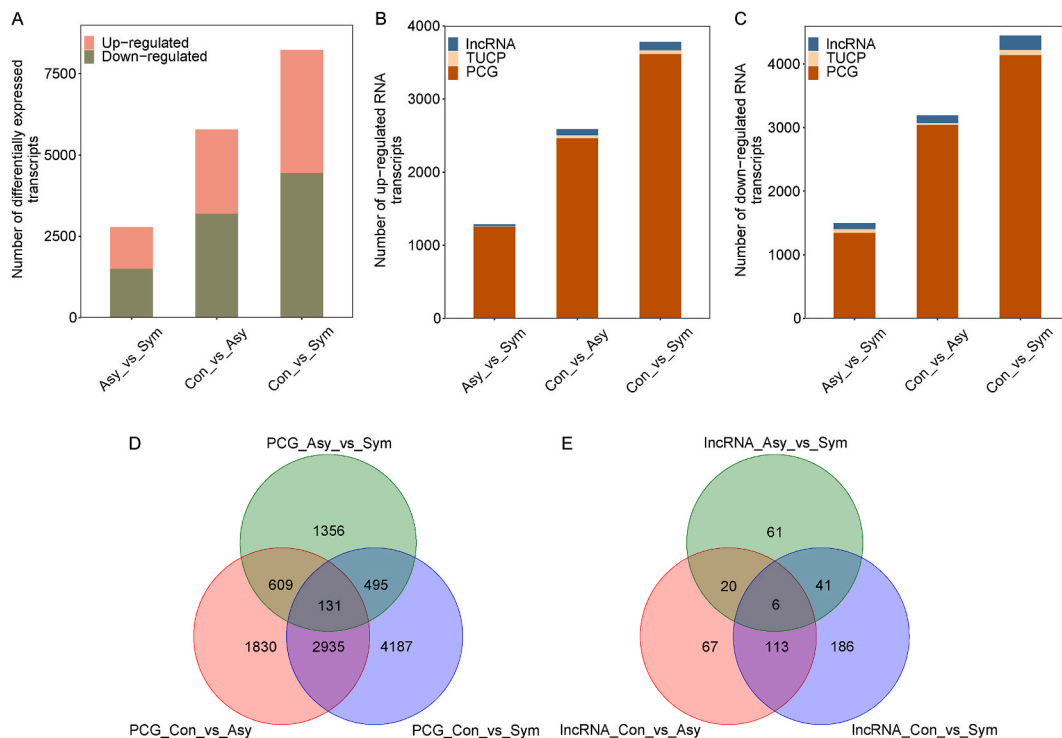 A
Number of differentially expressed
transcripts
7500
5000
2500
0
Up-regulated
Down-regulated
Asy_vs_Sym
Con_vs_Asy
Con_vs_Sym
B
Number of up-regulated RNA
transcripts
4000
3000
2000
1000
0
lncRNA
TUCP
PCG
Asy_vs_Sym
Con_vs_Asy
Con_vs_Sym
C
Number of down-regulated RNA
transcripts
4000
3000
2000
1000
0
lncRNA
TUCP
PCG
Asy_vs_Sym
Con_vs_Asy
Con_vs_Sym
D
PCG_Asy_vs_Sym
1356
609
495
131
1830
2935
4187
PCG_Con_vs_Asy
PCG_Con_vs_Sym
E
lncRNA_Asy_vs_Sym
61
20
41
6
67
113
186
lncRNA_Con_vs_Asy
lncRNA_Con_vs_Sym